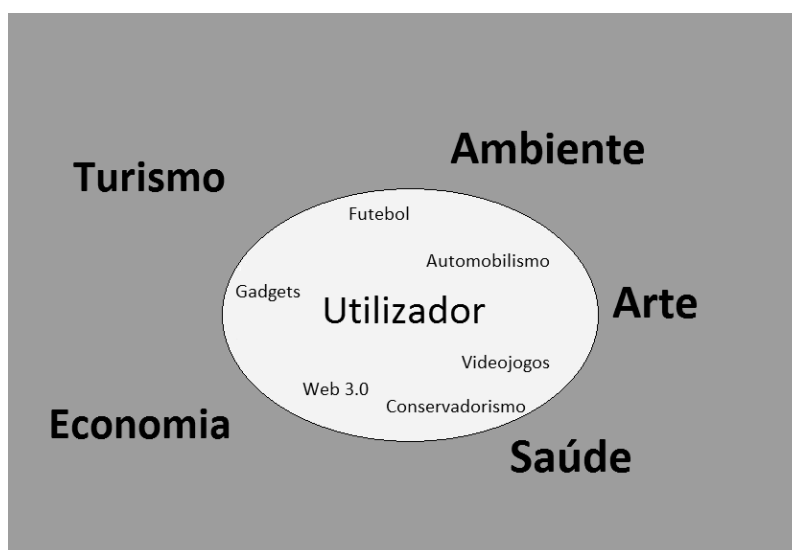 Ambiente
Turismo
Futebol
Automobilismo
Gadgets
Utilizador
Arte
Videojogos
Web 3.0
Conservadorismo
Economia
Saúde